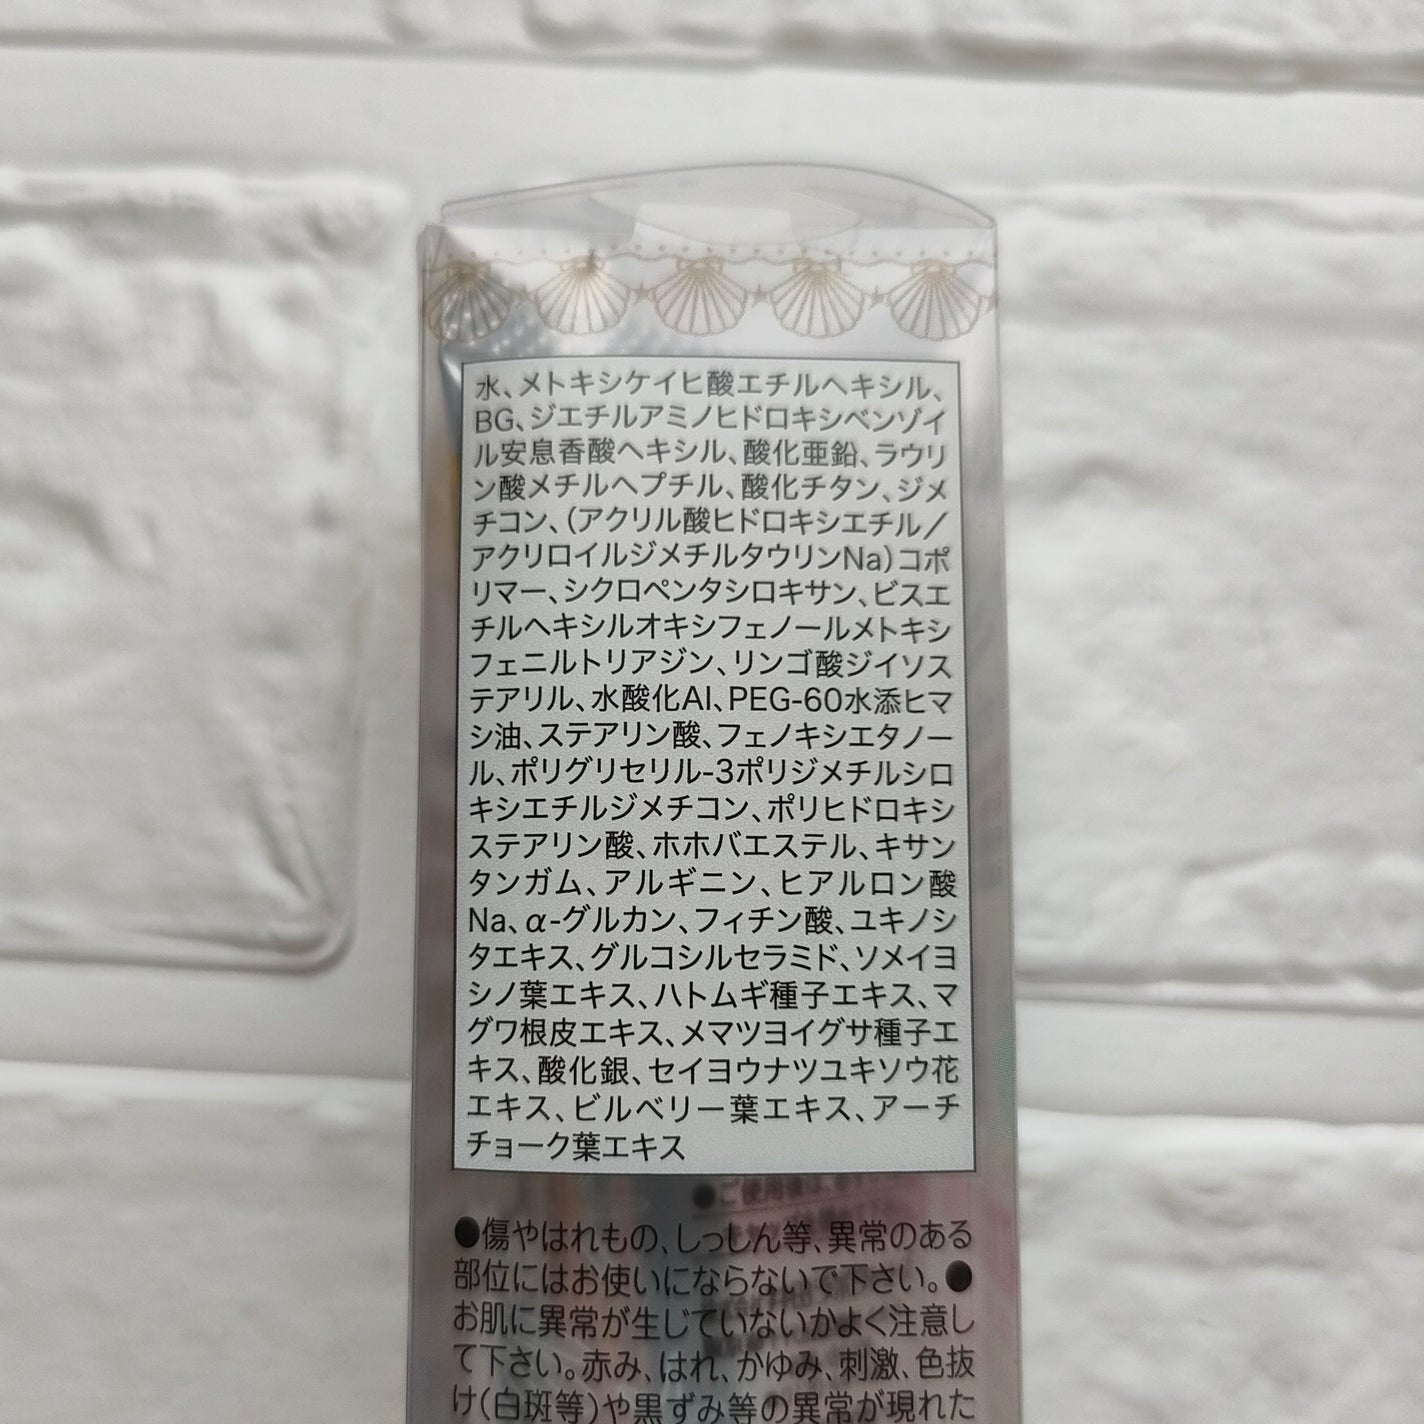 水、メトキシケイヒ酸エチルヘキシル、
BG、ジエチルアミノヒドロキシベンゾイ
ル安息香酸ヘキシル、酸化亜鉛、ラウリ
ン酸メチルヘプチル、酸化チタン、ジメ
チコン、(アクリル酸ヒドロキシエチル/
アクリロイルジメチルタウリンNa)コポ
リマー、シクロペンタシロキサン、ビスエ
チルヘキシルオキシフェノールメトキシ
フェニルトリアジン、リンゴ酸ジイソス
テアリル、水酸化Al、PEG-60水添ヒマ
シ油、ステアリン酸、フェノキシエタノー
ル、ポリグリセリル-3ポリジメチルシロ
キシエチルジメチコン、ポリヒドロキシ
ステアリン酸、ホホバエステル、キサン
タンガム、アルギニン、ヒアルロン酸
Na、α-グルカン、フィチン酸、ユキノシ
タエキス、グルコシルセラミド、ソメイヨ
シノ葉エキス、ハトムギ種子エキス、マ
グワ根皮エキス、メマツヨイグサ種子エ
キス、酸化銀、セイヨウナツユキソウ花
エキス、ビルベリー葉エキス、アーチ
チョーク葉エキス
●ご使用後は、
●傷やはれもの、しっしん等、異常のある
部位にはお使いにならないで下さい。●
お肌に異常が生じていないかよく注意し
て下さい。赤み、はれ、かゆみ、刺激、色抜
け(白斑等)や黒ずみ等の異常が現れた